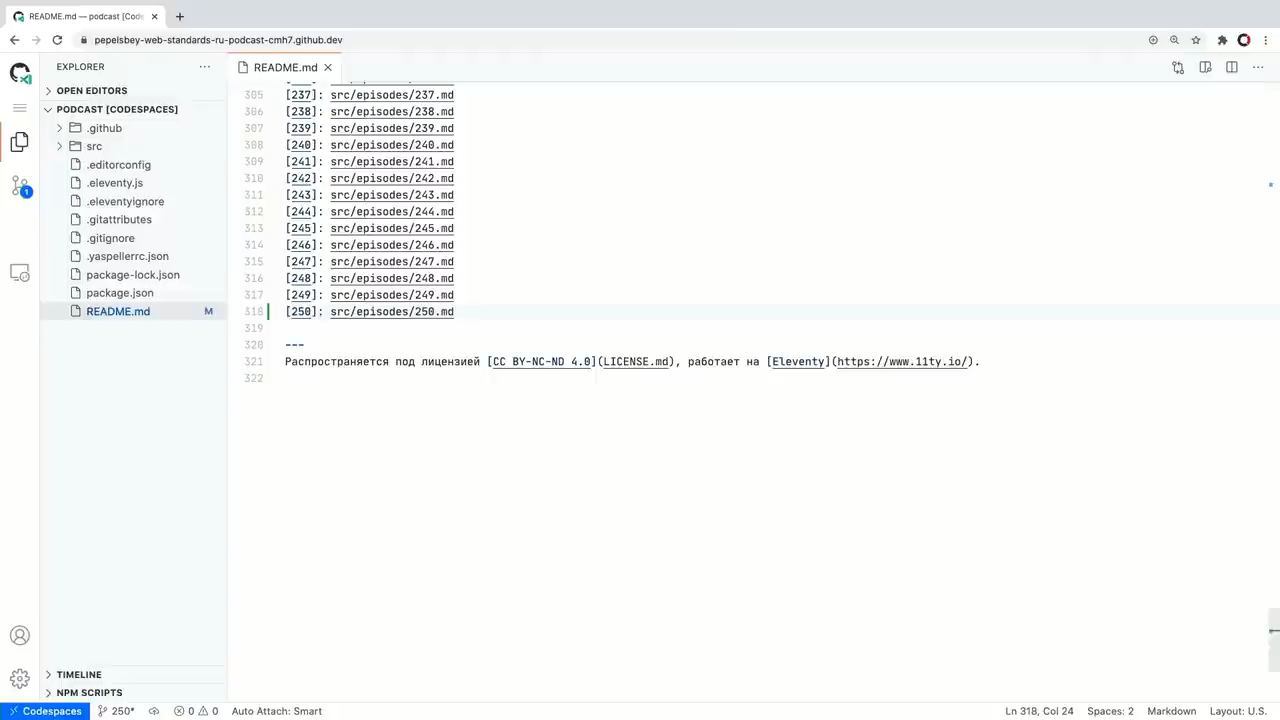 README.md — podcast [Code
pepelsbey-web-standards-ru-podcast-cmh7.github.dev
EXPLORER
OPEN EDITORS
PODCAST [CODESPACES]
.github
src
.editorconfig
.eleventy.js
.eleventyignore
.gitattributes
.gitignore
.yaspellerrc.json
package-lock.json
package.json
README.md M
1
TIMELINE
NPM SCRIPTS
README.md
305 [237]: src/episodes/237.md
306 [238]: src/episodes/238.md
307 [239]: src/episodes/239.md
308 [240]: src/episodes/240.md
309 [241]: src/episodes/241.md
310 [242]: src/episodes/242.md
311 [243]: src/episodes/243.md
312 [244]: src/episodes/244.md
313 [245]: src/episodes/245.md
314 [246]: src/episodes/246.md
315 [247]: src/episodes/247.md
316 [248]: src/episodes/248.md
317 [249]: src/episodes/249.md
318 [250]: src/episodes/250.md
319
320 ---
321 Распространяется под лицензией [CC BY-NC-ND 4.0](LICENSE.md), работает на [Eleventy](https://www.11ty.io/).
322
Codespaces 250* 0 0 Auto Attach: Smart Ln 318, Col 24 Spaces: 2 Markdown Layout: U.S.